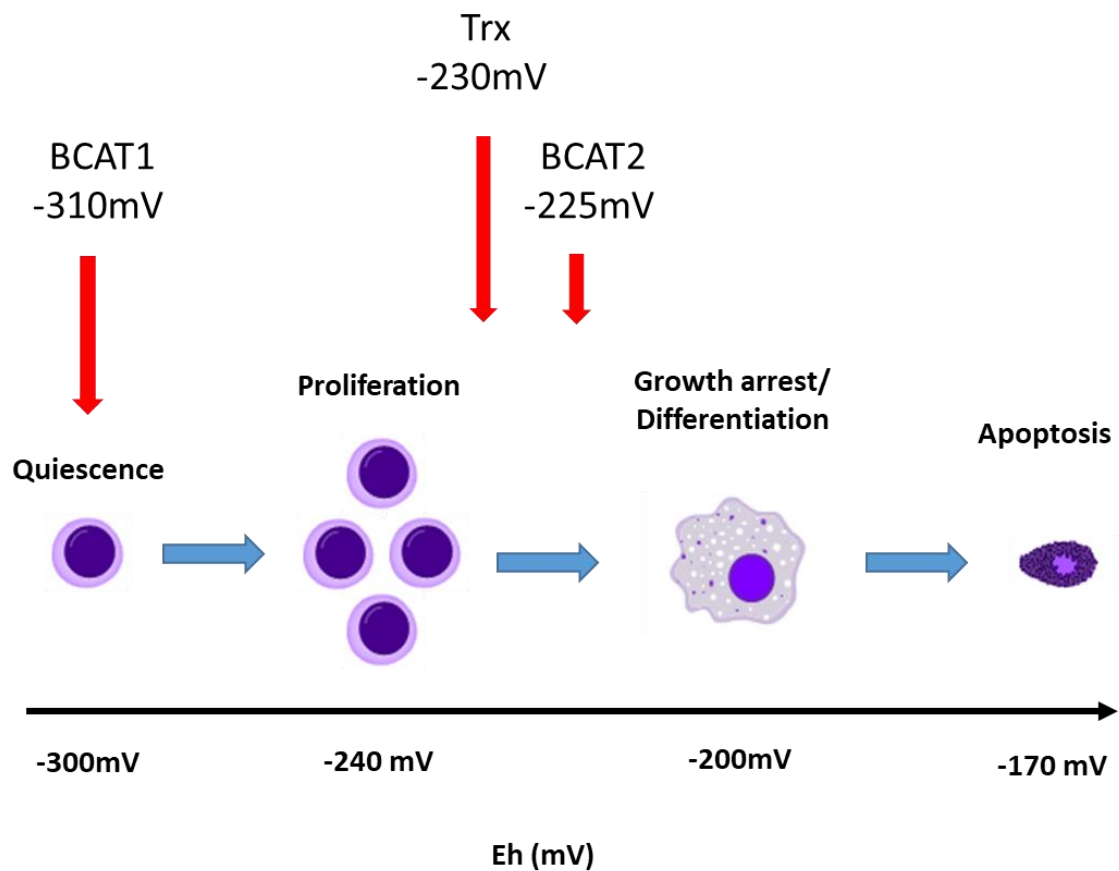 Trx
-230mV
BCAT1
-310mV
BCAT2
-225mV
Proliferation
Growth arrest/
Differentiation
Apoptosis
Quiescence
-300mV
-240 mV
-200mV
-170 mV
Eh (mV)